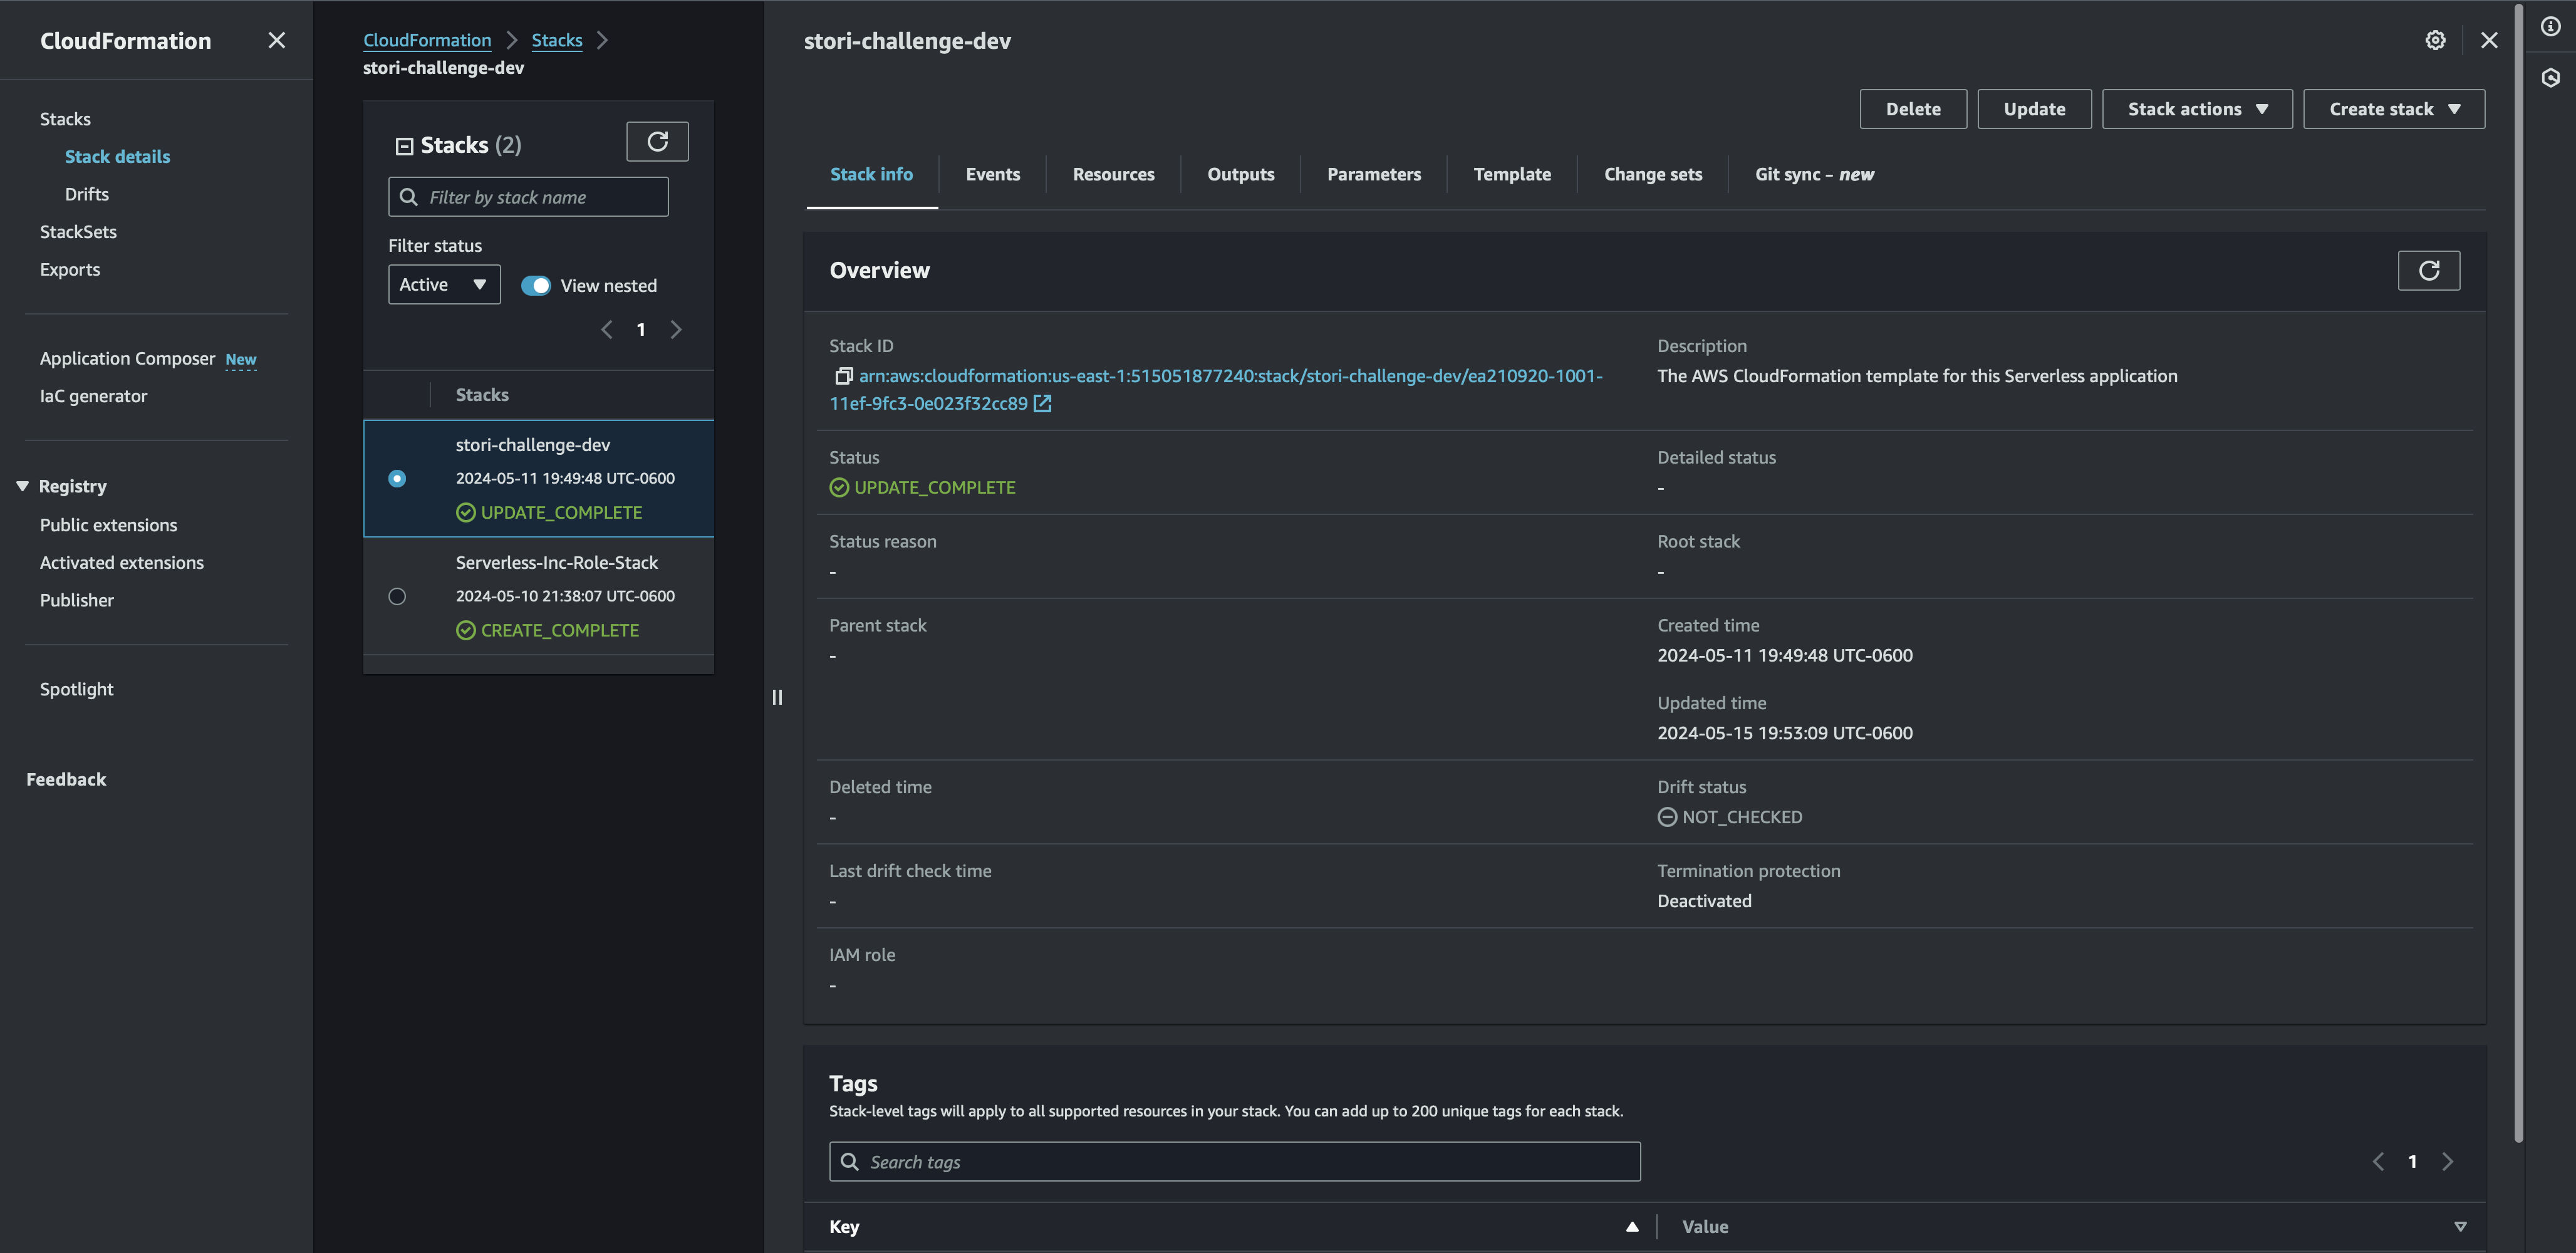 CloudFormation
Stacks
Stack details
Drifts
StackSets
Exports
Application Composer New
IaC generator
Registry
Public extensions
Activated extensions
Publisher
Spotlight
Feedback
CloudFormation Stacks
stori-challenge-dev
Stacks (2)
Filter by stack name
Filter status
Active View nested
1
Stacks
stori-challenge-dev
2024-05-11 19:49:48 UTC-0600
UPDATE_COMPLETE
Serverless-Inc-Role-Stack
2024-05-10 21:38:07 UTC-0600
CREATE_COMPLETE
stori-challenge-dev
Delete Update Stack actions Create stack
Stack info Events Resources Outputs Parameters Template Change sets Git sync – new
Overview
Stack ID
arn:aws:cloudformation:us-east-1:515051877240:stack/stori-challenge-dev/ea210920-1001-
11ef-9fc3-0e023f32cc89
Description
The AWS CloudFormation template for this Serverless application
Status
UPDATE_COMPLETE
Detailed status
-
Status reason
-
Root stack
-
Parent stack
-
Created time
2024-05-11 19:49:48 UTC-0600
Updated time
2024-05-15 19:53:09 UTC-0600
Deleted time
-
Drift status
NOT_CHECKED
Last drift check time
-
Termination protection
Deactivated
IAM role
-
Tags
Stack-level tags will apply to all supported resources in your stack. You can add up to 200 unique tags for each stack.
Search tags
1
Key Value